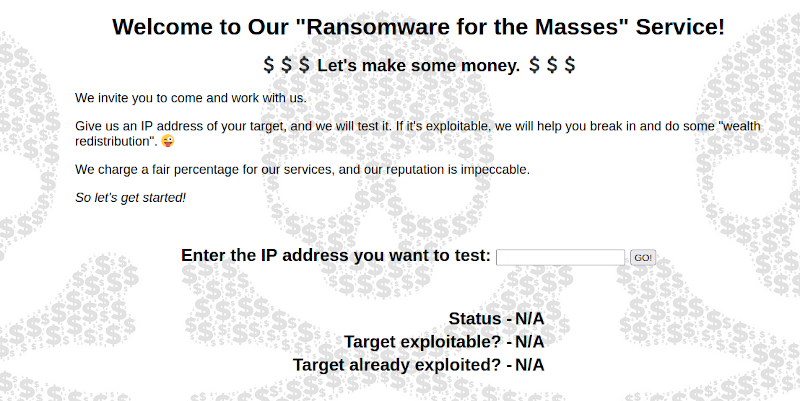 Welcome to Our "Ransomware for the Masses" Service!
$ $ $ Let's make some money. $ $ $
We invite you to come and work with us.
Give us an IP address of your target, and we will test it. If it's exploitable, we will help you break in and do some "wealth
redistribution". 😜
We charge a fair percentage for our services, and our reputation is impeccable.
So let's get started!
Enter the IP address you want to test: GO!
Status - N/A
Target exploitable? - N/A
Target already exploited? - N/A